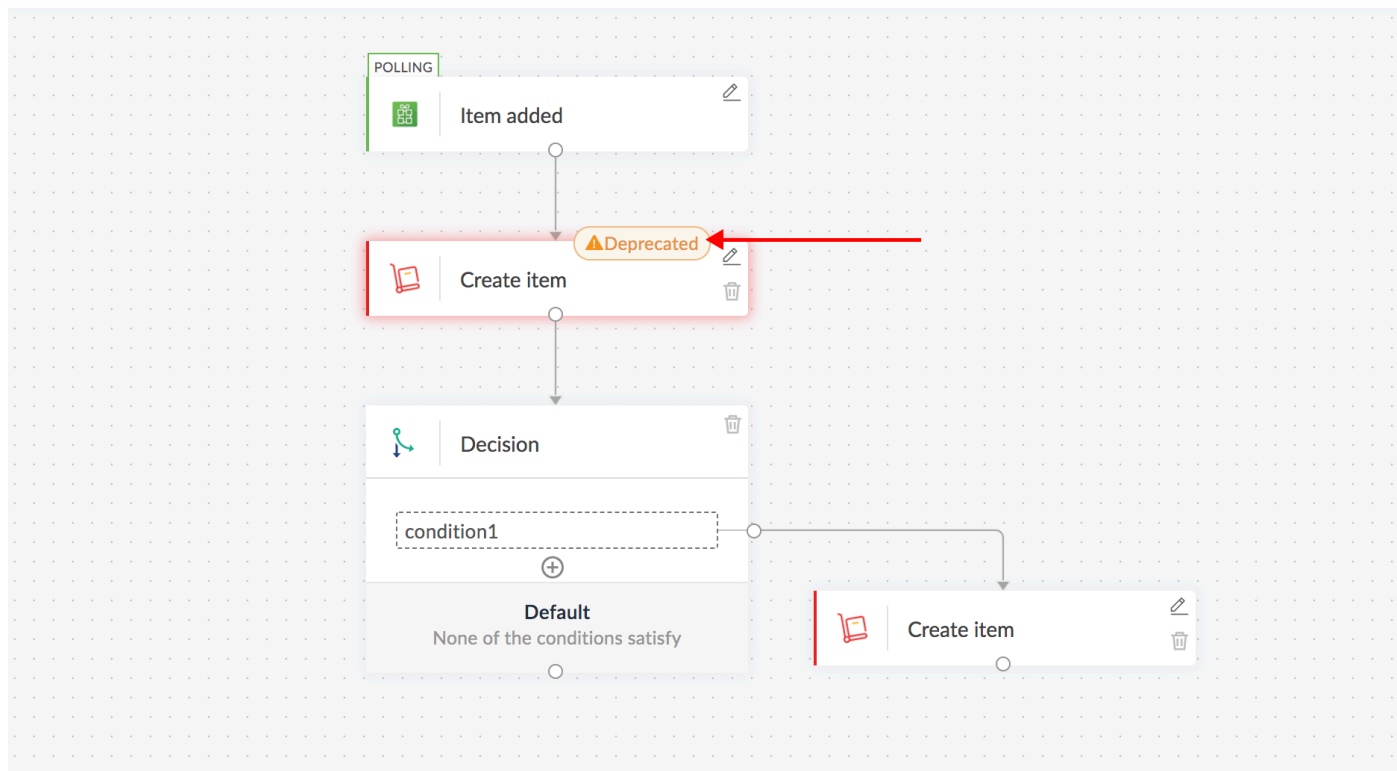 POLLING
Item added
Deprecated
Create item
Decision
condition1
Default
None of the conditions satisfy
Create item